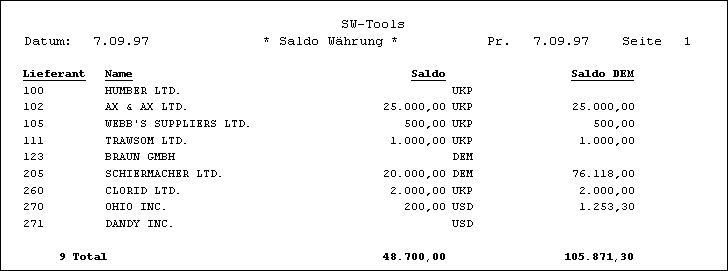 SW-Tools
Datum: 7.09.97 * Saldo Währung * Pr. 7.09.97 Seite 1
Lieferant Name Saldo Saldo DEM
100 HUMBER LTD. UKP
102 AX & AX LTD. 25.000,00 UKP 25.000,00
105 WEBB'S SUPPLIERS LTD. 500,00 UKP 500,00
111 TRAWSOM LTD. 1.000,00 UKP 1.000,00
123 BRAUN GMBH DEM
205 SCHIERMACHER LTD. 20.000,00 DEM 76.118,00
260 CLORID LTD. 2.000,00 UKP 2.000,00
270 OHIO INC. 200,00 USD 1.253,30
271 DANDY INC. USD
9 Total 48.700,00 105.871,30